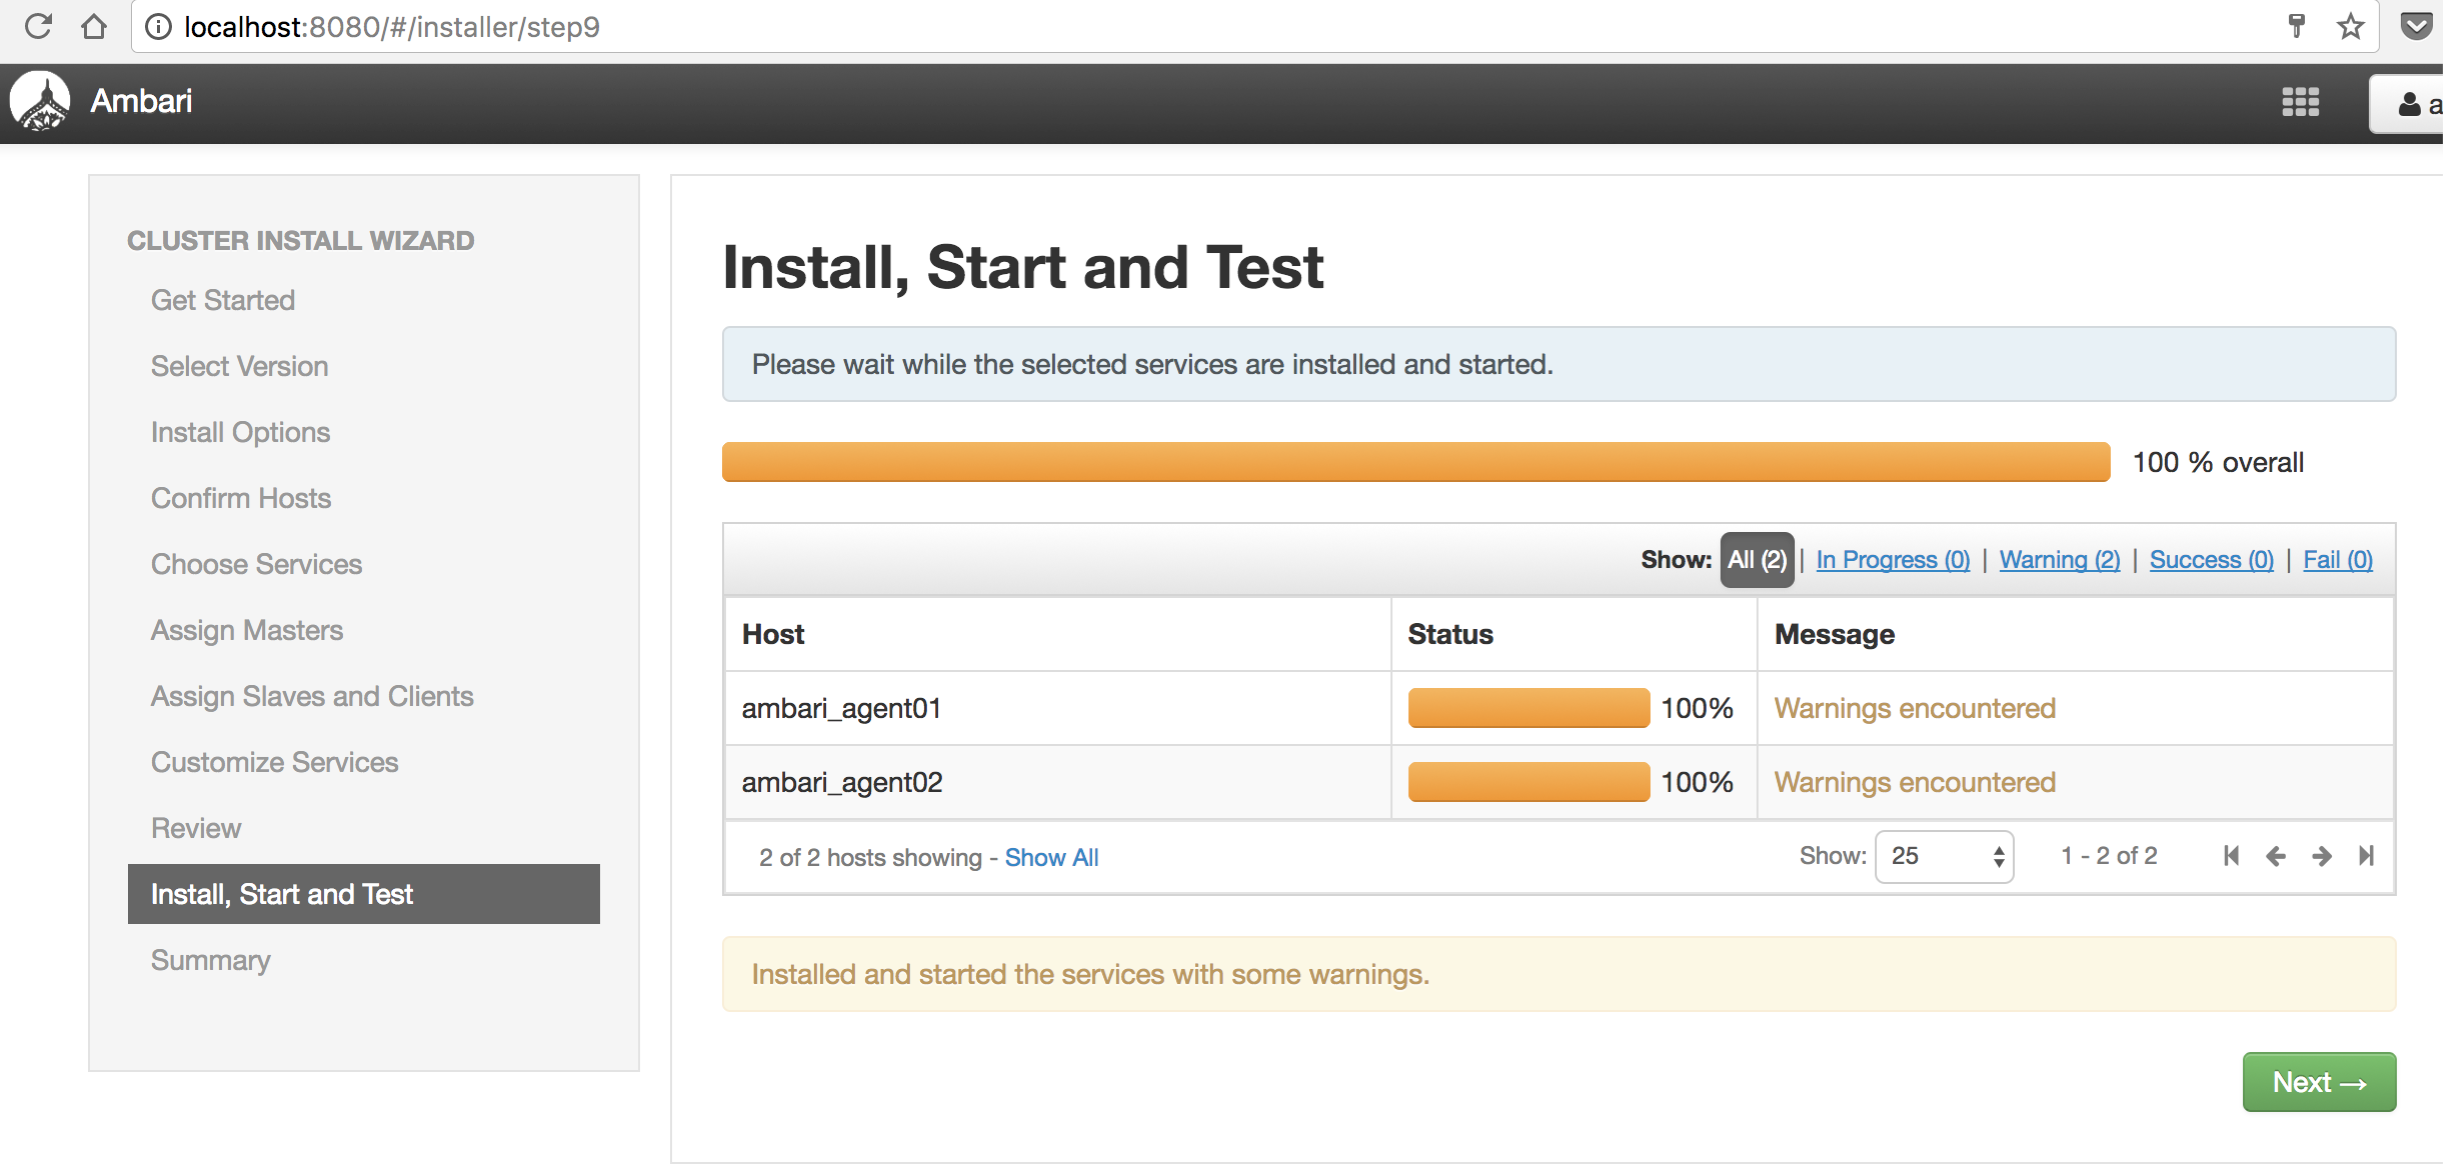 localhost:8080/#/installer/step9
Ambari
a
CLUSTER INSTALL WIZARD
Get Started
Select Version
Install Options
Confirm Hosts
Choose Services
Assign Masters
Assign Slaves and Clients
Customize Services
Review
Install, Start and Test
Summary
Install, Start and Test
Please wait while the selected services are installed and started.
100 % overall
Show: All (2) | In Progress (0) | Warning (2) | Success (0) | Fail (0)
Host Status Message
ambari_agent01 100% Warnings encountered
ambari_agent02 100% Warnings encountered
2 of 2 hosts showing - Show All Show: 25 1 - 2 of 2
Installed and started the services with some warnings.
Next →